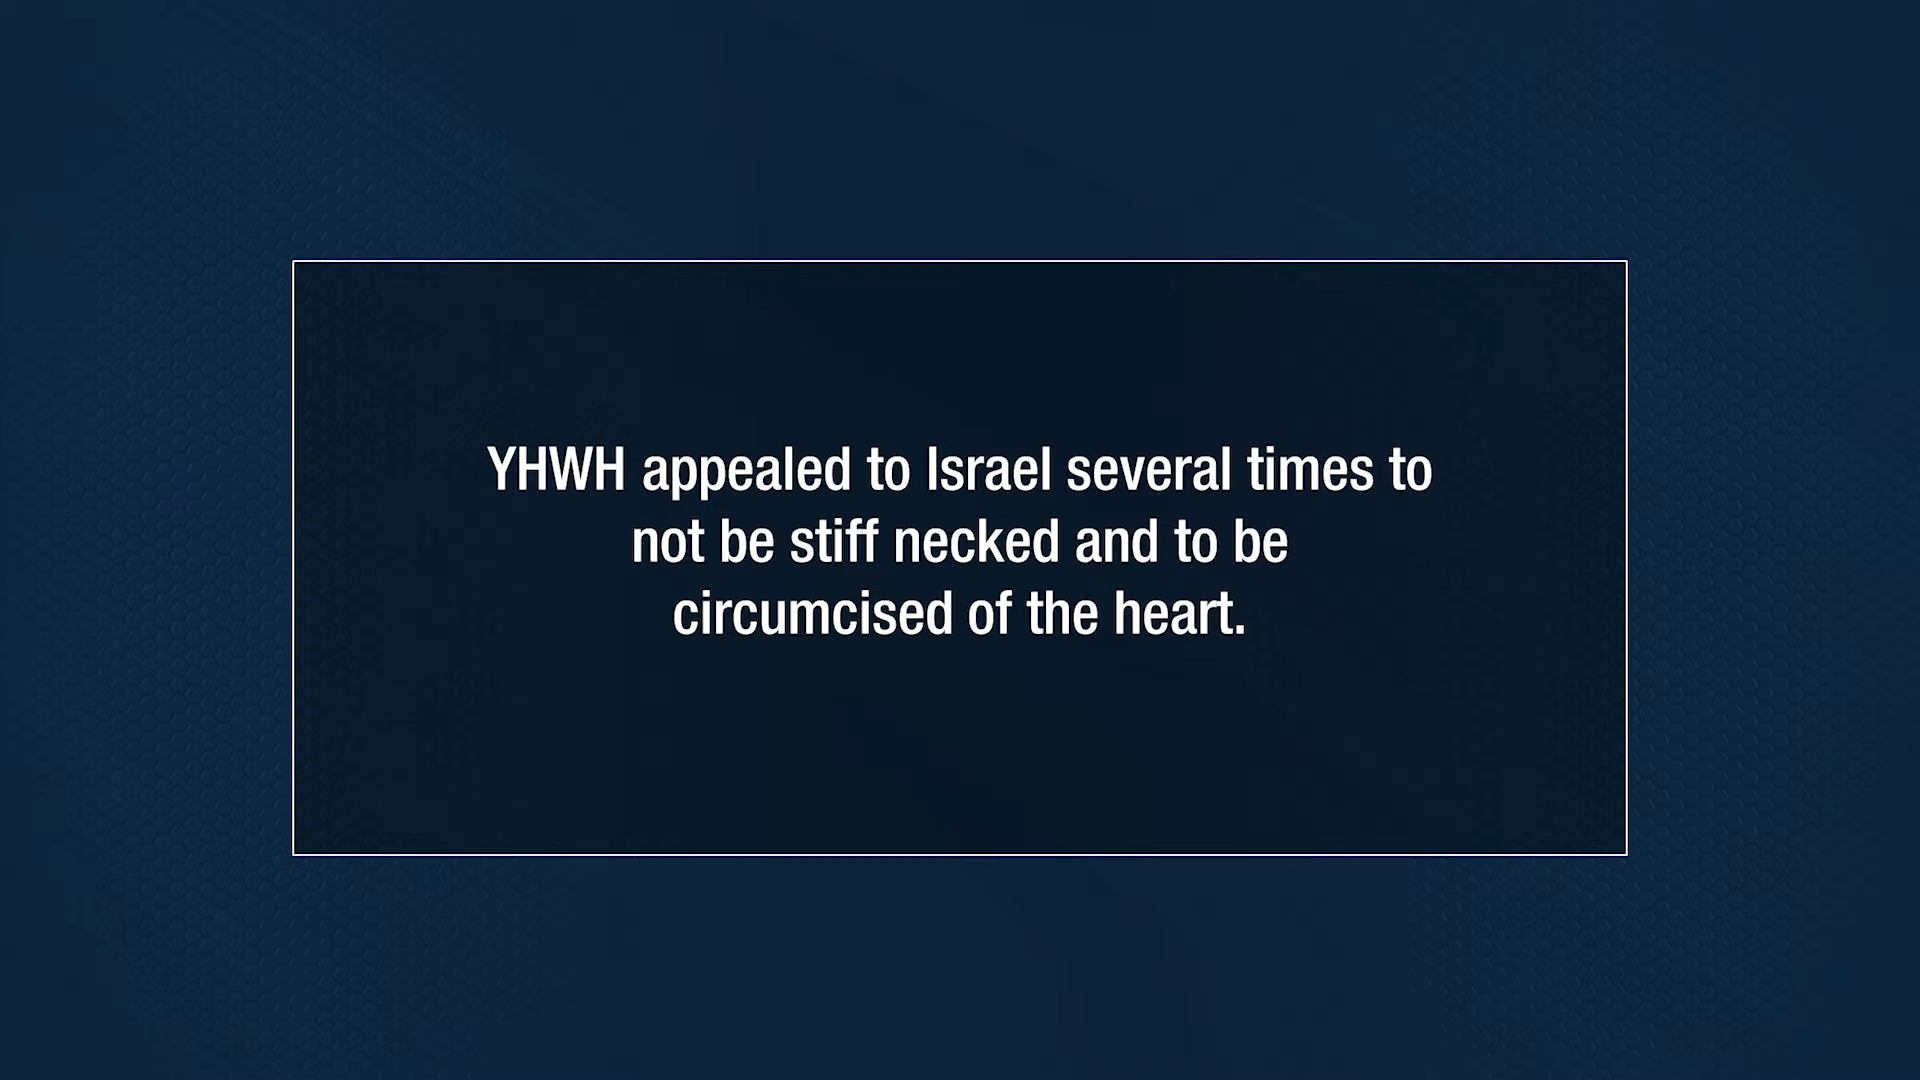 YHWH appealed to Israel several times to
not be stiff necked and to be
circumcised of the heart.